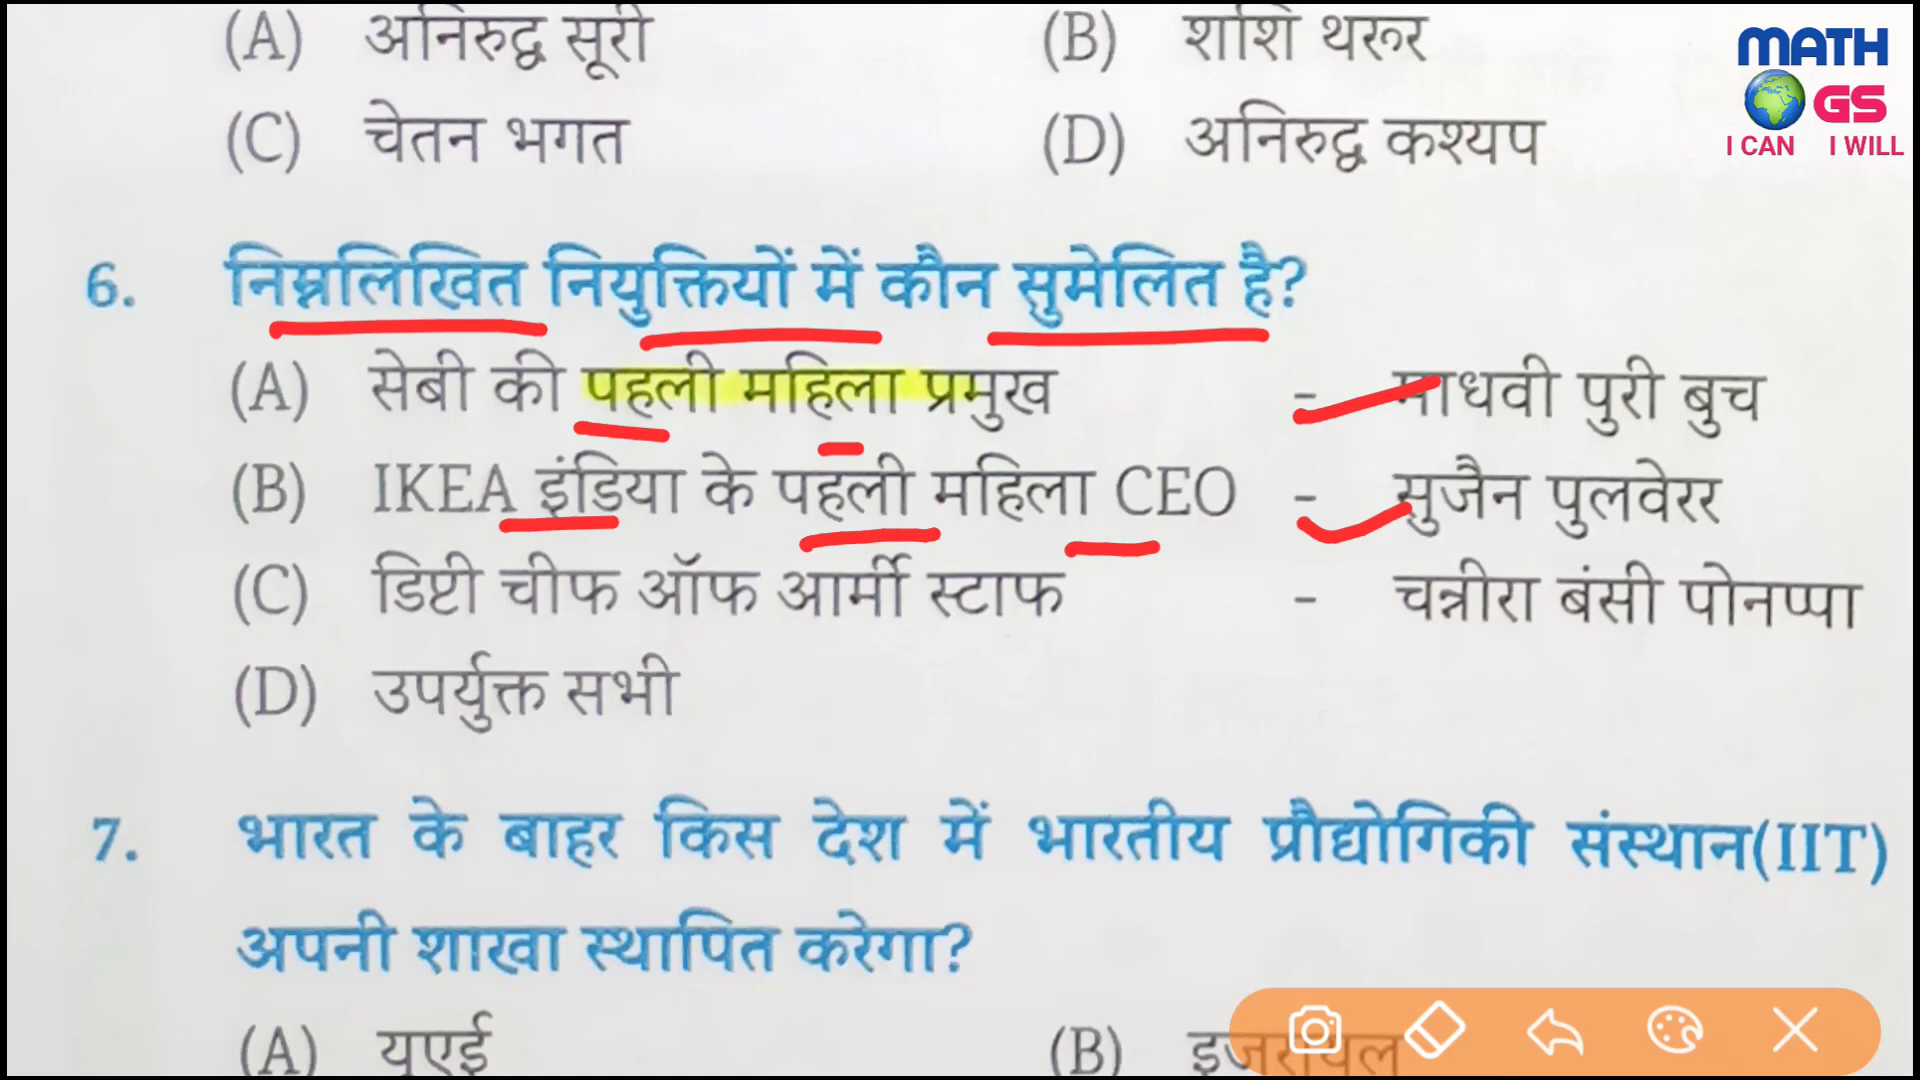 (A) अनिरुद्ध सूरी (B) शशि थरूर
(C) चेतन भगत (D) अनिरुद्ध कश्यप
MATH
GS
I CAN I WILL
6. निम्नलिखित नियुक्तियों में कौन सुमेलित है?
(A) सेबी की पहली महिला प्रमुख - माधवी पुरी बुच
(B) IKEA इंडिया के पहली महिला CEO - सुजैन पुलवेरर
(C) डिप्टी चीफ ऑफ आर्मी स्टाफ - चन्नीरा बंसी पोनप्पा
(D) उपर्युक्त सभी
7. भारत के बाहर किस देश में भारतीय प्रौद्योगिकी संस्थान(IIT)
अपनी शाखा स्थापित करेगा?
(A) यूएई (B) इजरायल